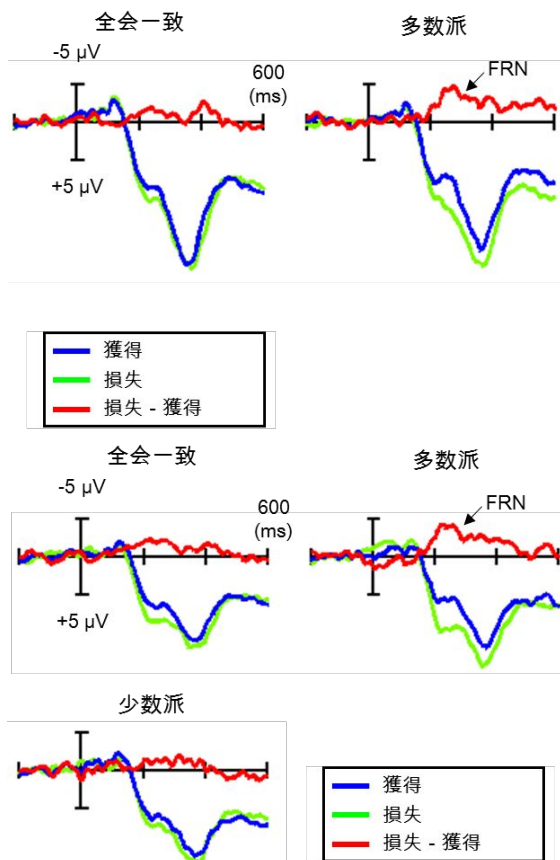 全会一致
多数派
-5 µV
600
(ms)
FRN
+5 µV
獲得
損失
損失 - 獲得
全会一致
多数派
-5 µV
600
(ms)
FRN
+5 µV
少数派
獲得
損失
損失 - 獲得